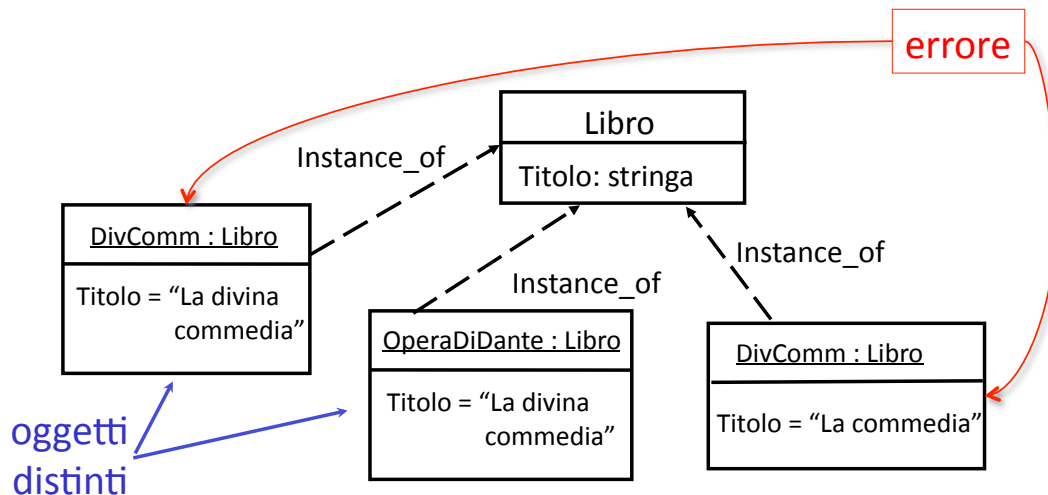 errore
Libro
Titolo: stringa
Instance_of
DivComm : Libro
Titolo = “La divina
commedia”
Instance_of
OperaDiDante : Libro
Titolo = “La divina
commedia”
Instance_of
DivComm : Libro
Titolo = “La commedia”
oggetti
distinti